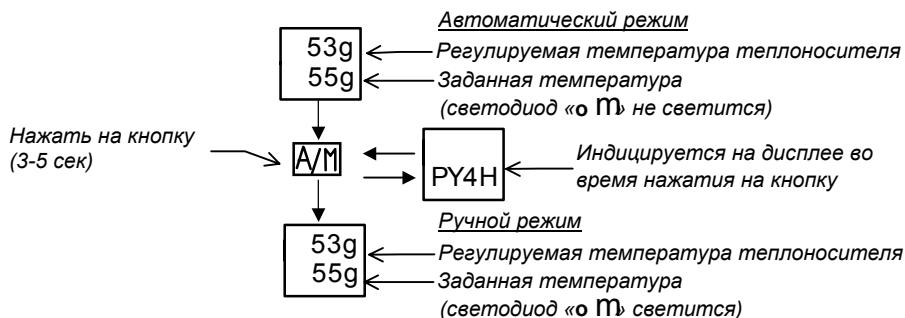 Автоматический режим
53g
Регулируемая температура теплоносителя
55g
Заданная температура
(светодиод «o m» не светится)
Нажать на кнопку
(3-5 сек)
A/M
PY4H
Индицируется на дисплее во
время нажатия на кнопку
Ручной режим
53g
Регулируемая температура теплоносителя
55g
Заданная температура
(светодиод «o m» светится)